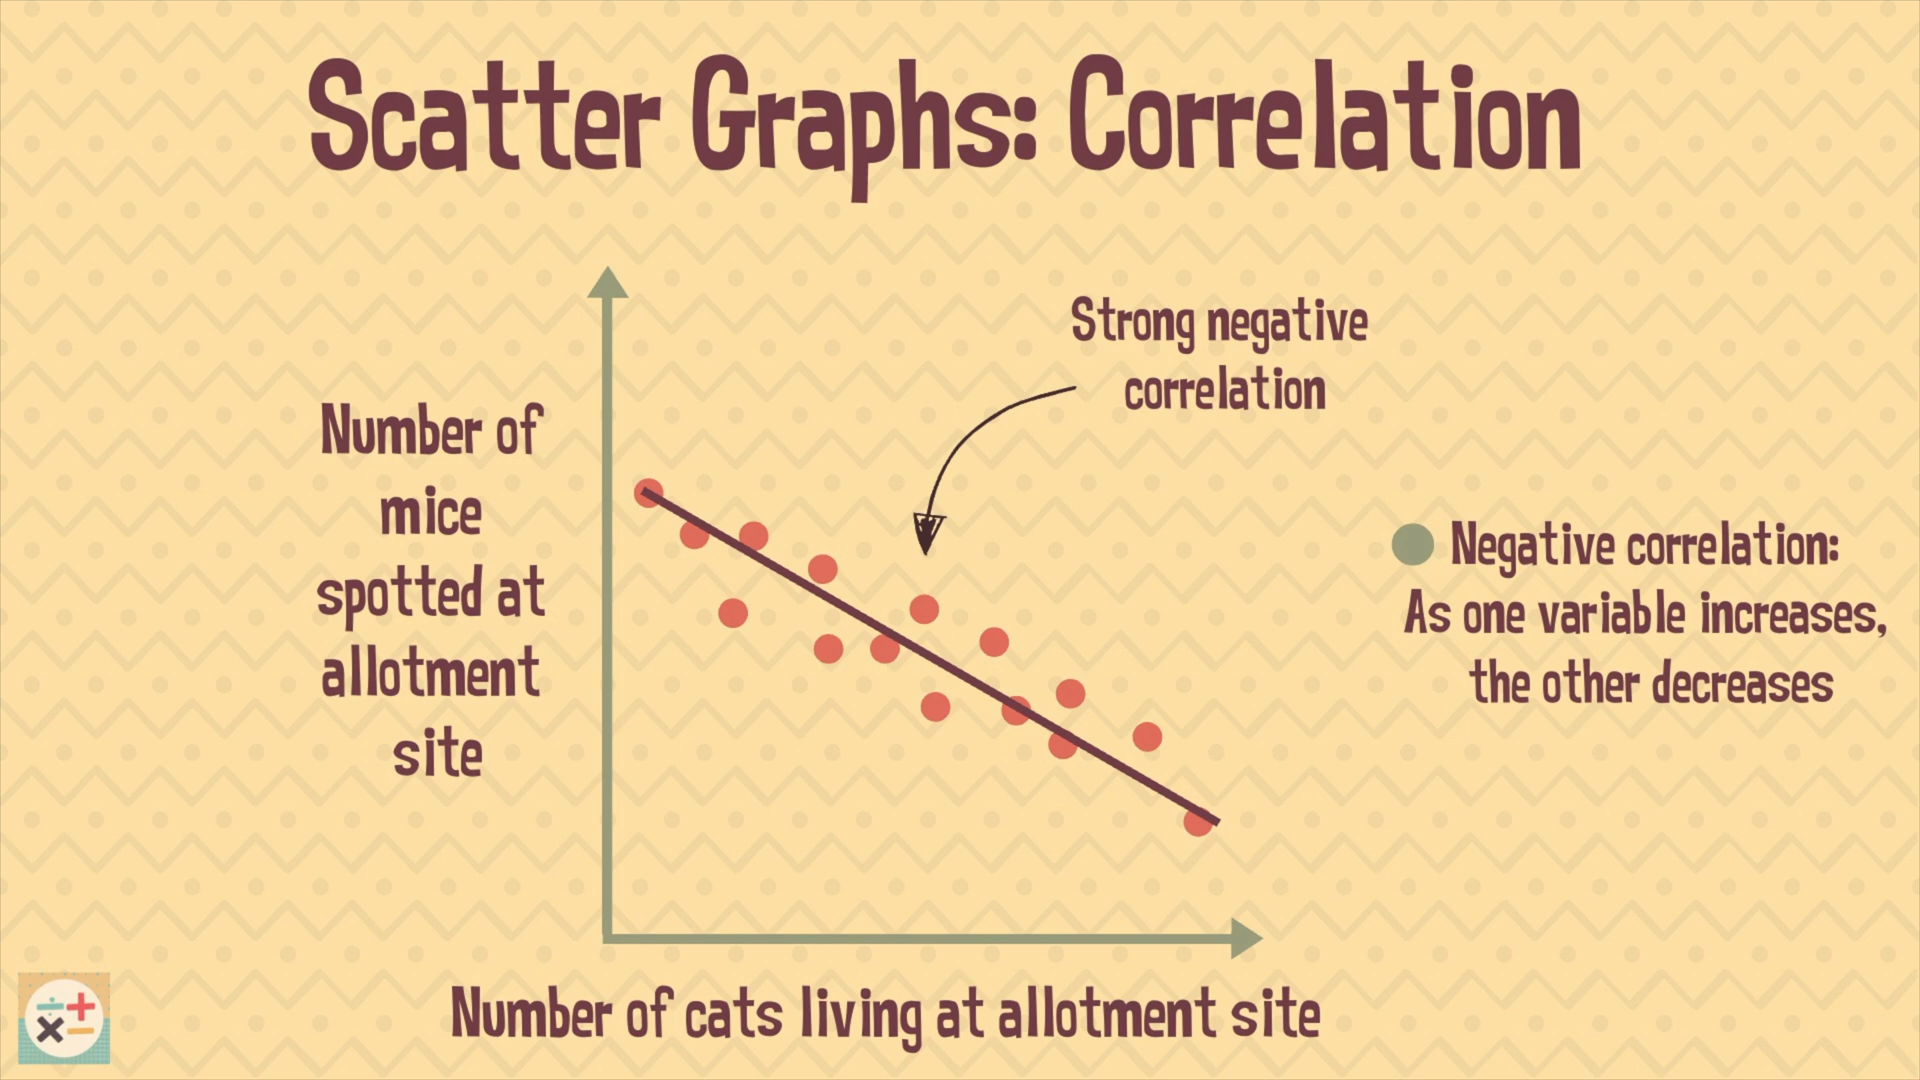 Scatter Graphs: Correlation
Strong negative
correlation
Number of
mice
spotted at
allotment
site
Negative correlation:
As one variable increases,
the other decreases
Number of cats living at allotment site